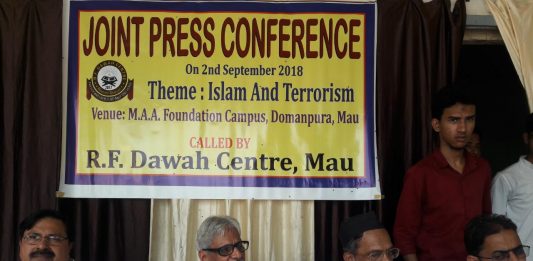 JOINT PRESS CONFERENCE
On 2nd September 2018
Theme : Islam And Terrorism
Venue: M.A.A. Foundation Campus, Domanpura, Mau
CALLED BY
R.F. Dawah Centre, Mau